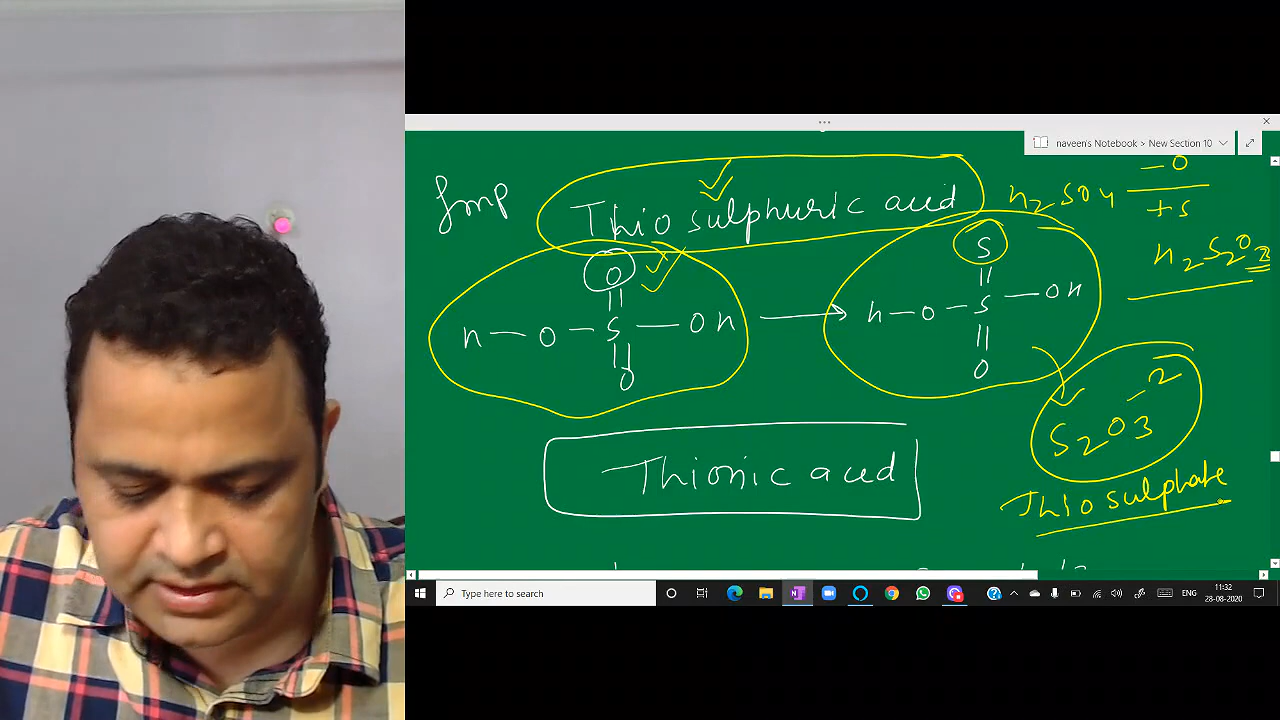 naveen's Notebook > New Section 10
Imp
Thio sulphuric acid
H2SO4 -O
+S
H2S2O3
O
||
H-O-S-OH
||
O
S
||
H-O-S-OH
||
O
S2O3-2
Thio sulphate
Thionic acid
Type here to search
ENG
11:32
28-08-2020